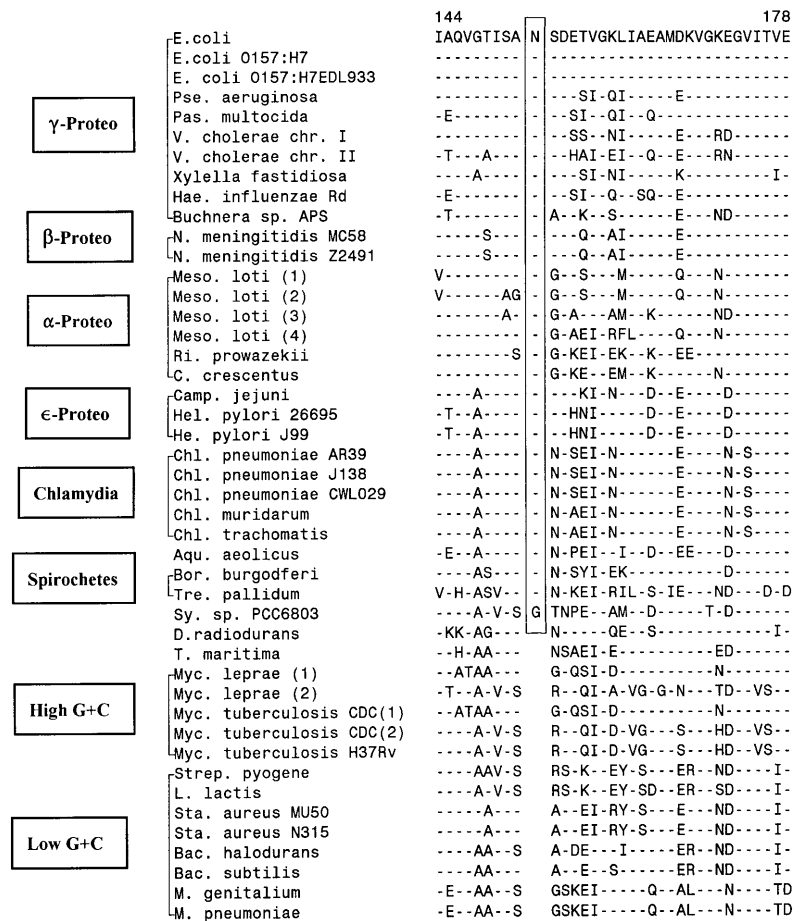 144 178
E.coli IAQVGTISA N SDETVGKLIAEAMDKVGKEGVITVE
E.coli O157:H7 --------- - -------------------------
E. coli O157:H7EDL933 --------- - -------------------------
Pse. aeruginosa --------- - ---SI-QI-----E-----------
γ-Proteo
Pas. multocida -E------- - --SI--QI--Q--------------
V. cholerae chr. I --------- - --SS--NI-----E---RD------
V. cholerae chr. II -T---A--- - --HAI-EI--Q--E---RN------
Xylella fastidiosa ----A---- - ---SI-NI-----K---------I-
Hae. influenzae Rd -E------- - --SI--Q--SQ--E-----------
Buchnera sp. APS -T------- - A--K--S------E---ND------
β-Proteo
N. meningitidis MC58 -----S--- - ---Q--AI-----E-----------
N. meningitidis Z2491 -----S--- - ---Q--AI-----E-----------
Meso. loti (1) V-------- - G--S---M-----Q---N-------
Meso. loti (2) V------AG - G--S---M-----Q---N-------
α-Proteo
Meso. loti (3) -------A- - G-A---AM--K------ND------
Meso. loti (4) --------- - G-AEI-RFL----Q---N-------
Ri. prowazekii --------S - G-KEI-EK--K--EE----------
C. crescentus --------- - G-KE--EM--K------N-------
ϵ-Proteo
Camp. jejuni ----A---- - ---KI-N---D--E----D------
Hel. pylori 26695 -T--A---- - --HNI-----D--E----D------
He. pylori J99 -T--A---- - --HNI-----D--E----D------
Chl. pneumoniae AR39 ----A---- - N-SEI-N------E----N-S----
Chl. pneumoniae J138 ----A---- - N-SEI-N------E----N-S----
Chlamydia
Chl. pneumoniae CWL029 ----A---- - N-SEI-N------E----N-S----
Chl. muridarum ----A---- - N-AEI-N------E----N-S----
Chl. trachomatis ----A---- - N-AEI-N------E----N-S----
Aqu. aeolicus -E--A---- - N-PEI--I--D--EE----------
Spirochetes
Bor. burgodferi ----AS--- - N-SYI-EK-----------D------
Tre. pallidum V-H-ASV-- - N-KEI-RIL-S-IE---ND---D-D
Sy. sp. PCC6803 ----A-V-S G TNPE--AM--D-----T-D------
D.radiodurans -KK-AG--- - N-----QE--S------------I-
T. maritima --H-AA--- NSAEI-E----------ED------
Myc. leprae (1) --ATAA--- G-QSI-D----------N-------
High G+C
Myc. leprae (2) -T--A-V-S R--QI-A-VG-G-N---TD--VS--
Myc. tuberculosis CDC(1) --ATAA--- G-QSI-D----------N-------
Myc. tuberculosis CDC(2) ----A-V-S R--QI-D-VG---S---HD--VS--
Myc. tuberculosis H37Rv ----A-V-S R--QI-D-VG---S---HD--VS--
Strep. pyogene ----AAV-S RS-K--EY-S---ER--ND----I-
L. lactis ----A-V-S RS-K--EY-SD--ER--SD----I-
Sta. aureus MU50 -----A--- A--EI-RY-S---E---ND----I-
Sta. aureus N315 -----A--- A--EI-RY-S---E---ND----I-
Low G+C
Bac. halodurans ----AA--S A-DE---I-----ER--ND----I-
Bac. subtilis ----AA--- A--E--S------ER--ND----I-
M. genitalium -E--AA--S GSKEI-----Q--AL---N----TD
M. pneumoniae -E--AA--S GSKEI-----Q--AL---N----TD